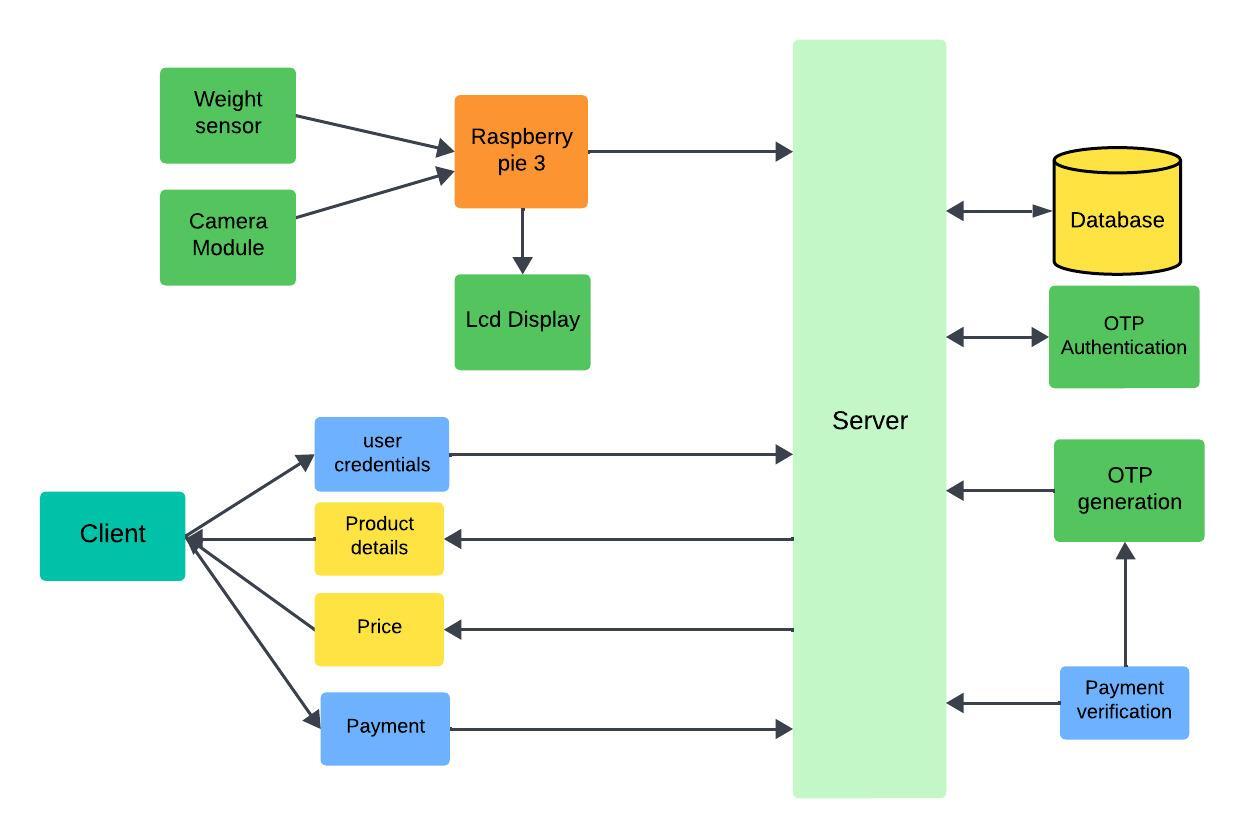 Weight
sensor
Camera
Module
Raspberry
pie 3
Lcd Display
user
credentials
Client
Product
details
Price
Payment
Server
Database
OTP
Authentication
OTP
generation
Payment
verification